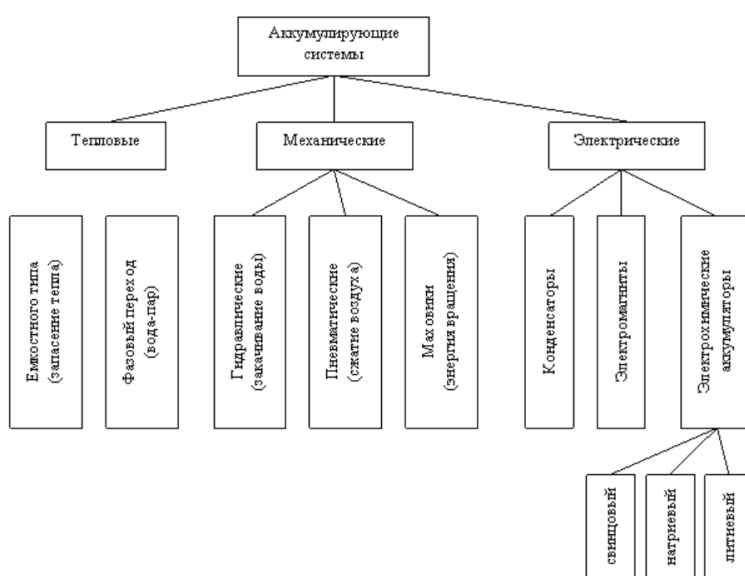 Аккумулирующие
системы
Тепловые
Механические
Электрические
Емкостного типа
(запасение тепла)
Фазовый переход
(вода-пар)
Гидравлические
(закачивание воды)
Пневматические
(сжатие воздуха)
Маховики
(энергия вращения)
Конденсаторы
Электромагниты
Электрохимические
аккумуляторы
свинцовый
натриевый
литиевый